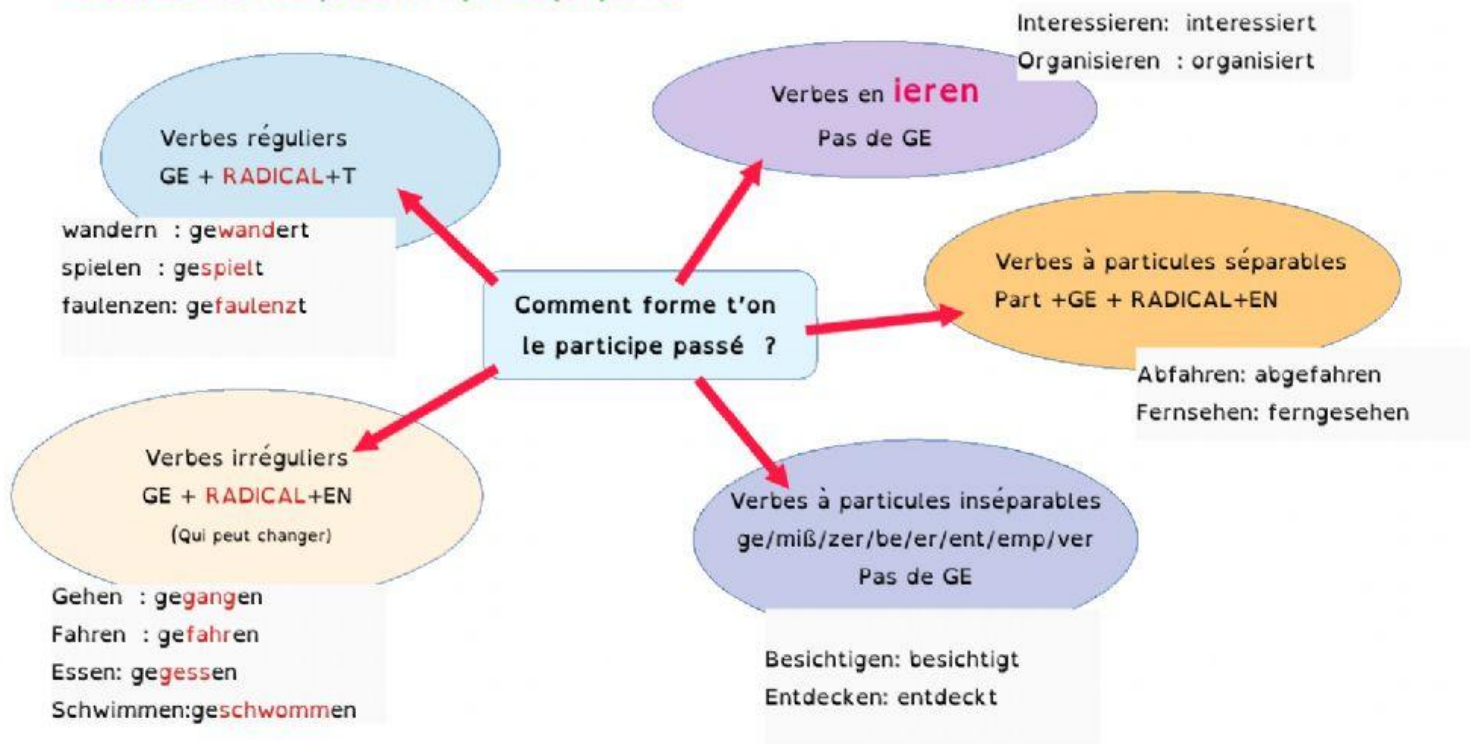 Interessieren: interessiert
Organisieren : organisiert
Verbes en ieren
Pas de GE
Verbes réguliers
GE + RADICAL+T
wandern : gewandert
spielen : gespielt
faulenzen: gefaulenzt
Verbes à particules séparables
Part +GE + RADICAL+EN
Abfahren: abgefahren
Fernsehen: ferngesehen
Comment forme t'on
le participe passé ?
Verbes irréguliers
GE + RADICAL+EN
(Qui peut changer)
Gehen : gegangen
Fahren : gefahren
Essen: gegessen
Schwimmen:geschwommen
Verbes à particules inséparables
ge/miß/zer/be/er/ent/emp/ver
Pas de GE
Besichtigen: besichtigt
Entdecken: entdeckt